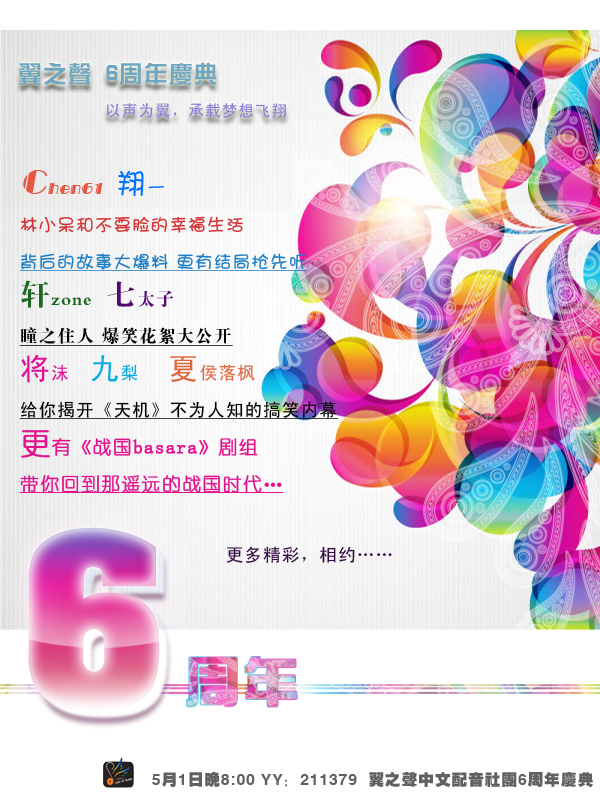 翼之聲 6周年慶典
以声为翼，承载梦想飞翔
Chen61 翔一
林小呆和不要脸的幸福生活
背后的故事大爆料 更有结局抢先听
轩zone 七太子
瞳之住人 爆笑花絮大公开
将沫 九梨 夏侯落枫
给你揭开《天机》不为人知的搞笑内幕
更有《战国basara》剧组
带你回到那遥远的战国时代…
更多精彩，相约……
6周年
5月1日晚8:00 YY：211379 翼之聲中文配音社團6周年慶典